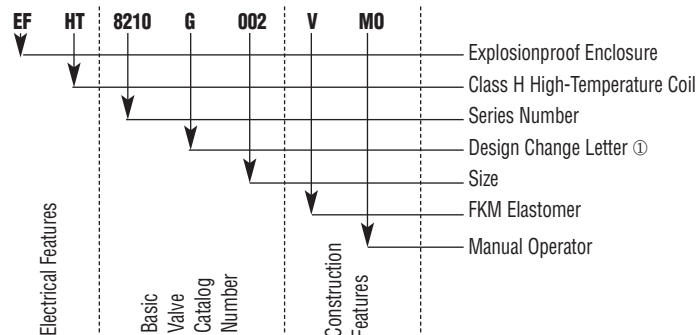 EF HT 8210 G 002 V MO
Explosionproof Enclosure
Class H High-Temperature Coil
Series Number
Design Change Letter ①
Size
FKM Elastomer
Manual Operator
Electrical Features
Basic
Valve
Catalog
Number
Construction
Features